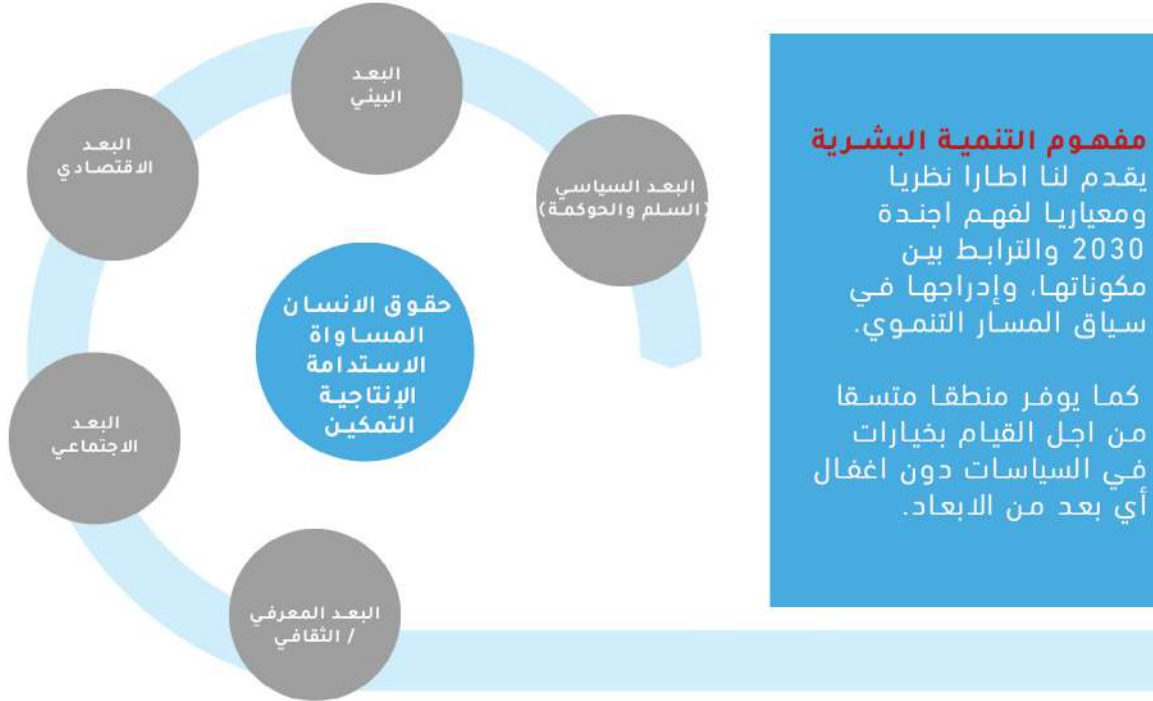 مفهوم التنمية البشرية
يقدم لنا اطارا نظريا
ومعياريا لفهم اجندة
2030 والترابط بين
مكوناتها، وإدراجها في
سياق المسار التنموي.
كما يوفر منطقا متسقا
من اجل القيام بخيارات
في السياسات دون اغفال
أي بعد من الابعاد.
البعد السياسي
(السلم والحوكمة)
البعد
البيئي
البعد
الاقتصادي
البعد
الاجتماعي
البعد المعرفي
/ الثقافي
حقوق الانسان
المساواة
الاستدامة
الإنتاجية
التمكين